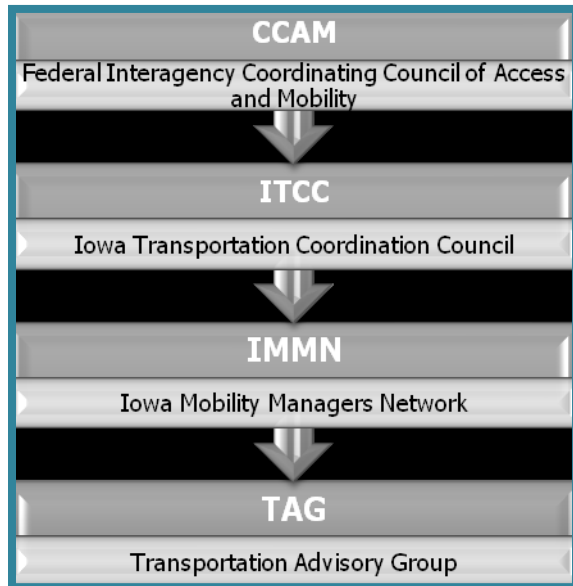 CCAM
Federal Interagency Coordinating Council of Access
and Mobility
ITCC
Iowa Transportation Coordination Council
IMMN
Iowa Mobility Managers Network
TAG
Transportation Advisory Group